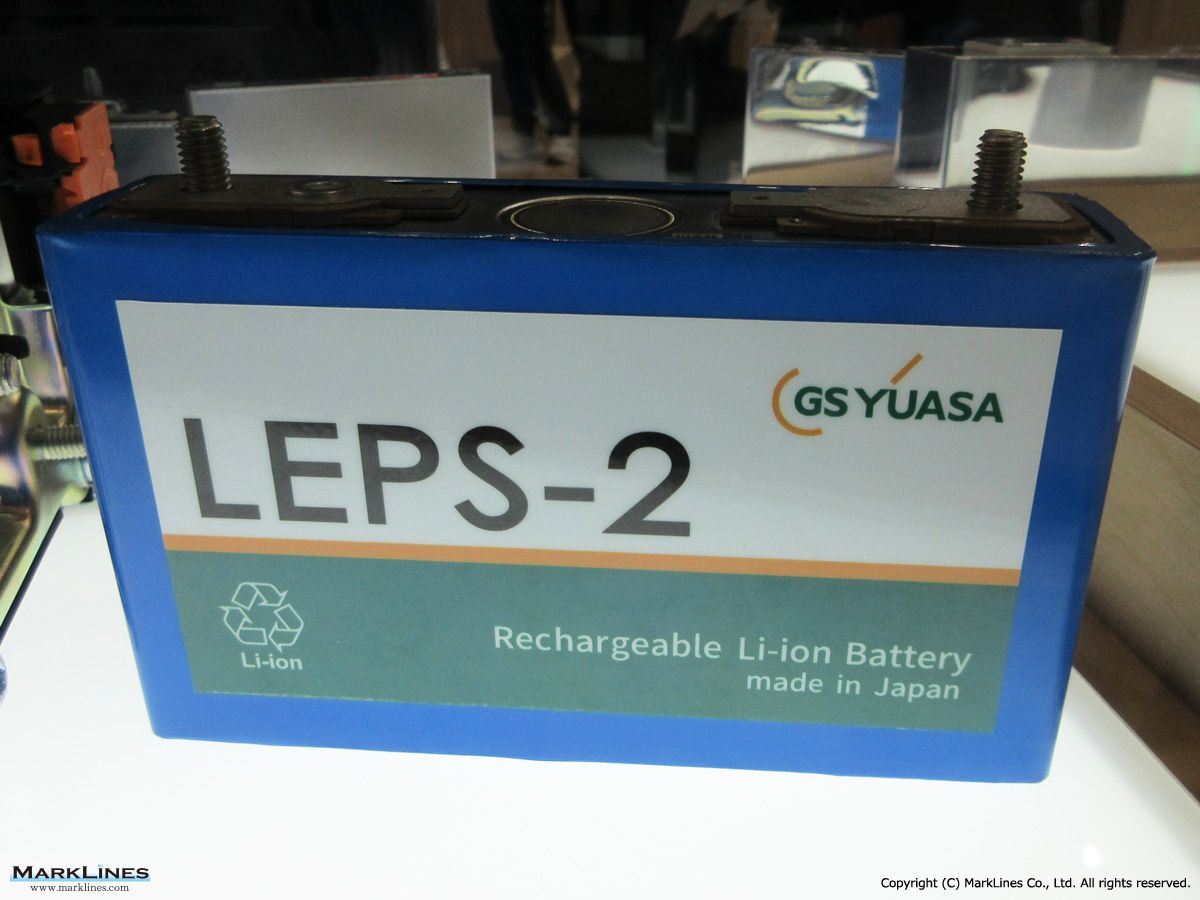 GS YUASA
LEPS-2
Li-ion
Rechargeable Li-ion Battery
made in Japan
MARKLINES
www.marklines.com
Copyright (C) MarkLines Co., Ltd. All rights reserved.